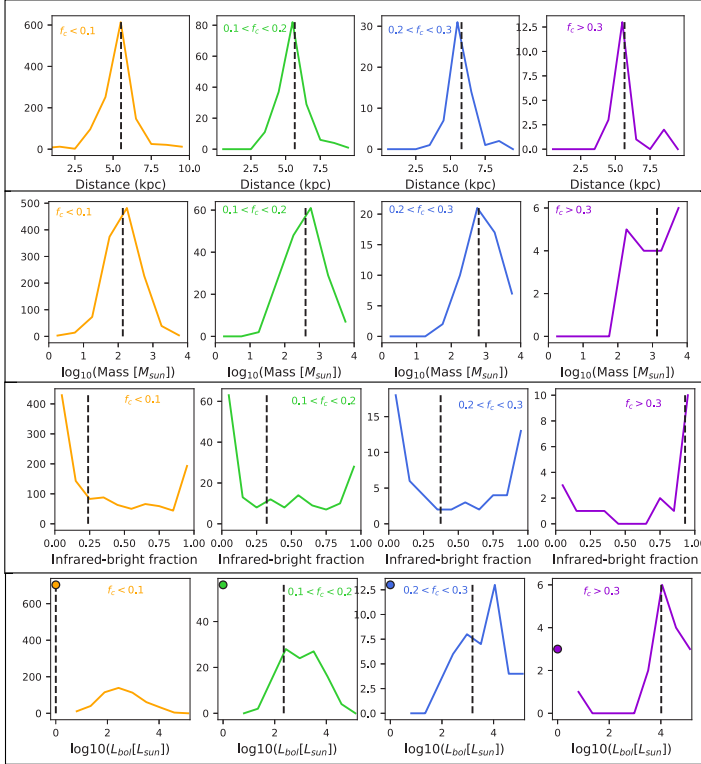 600
400
200
0
f_c < 0.1
5.0 7.5 10.0
Distance (kpc)
80
60
40
20
0
0.1 < f_c < 0.2
2.5 5.0 7.5
Distance (kpc)
30
20
10
0
0.2 < f_c < 0.3
2.5 5.0 7.5
Distance (kpc)
12.5
10.0
7.5
5.0
2.5
0.0
f_c > 0.3
5.0 7.5
Distance (kpc)
500
400
300
200
100
0
f_c < 0.1
0 1 2 3 4
log₁₀(Mass [M_sun])
60
40
20
0
0.1 < f_c < 0.2
0 1 2 3 4
log₁₀(Mass [M_sun])
20
15
10
5
0
0.2 < f_c < 0.3
0 1 2 3 4
log₁₀(Mass [M_sun])
6
4
2
0
f_c > 0.3
0 1 2 3 4
log₁₀(Mass [M_sun])
400
300
200
100
0
f_c < 0.1
0.00 0.25 0.50 0.75 1.00
Infrared-bright fraction
60
40
20
0
0.1 < f_c < 0.2
0.00 0.25 0.50 0.75 1.00
Infrared-bright fraction
15
10
5
0
0.2 < f_c < 0.3
0.00 0.25 0.50 0.75 1.00
Infrared-bright fraction
10
8
6
4
2
0
f_c > 0.3
0.00 0.25 0.50 0.75 1.00
Infrared-bright fraction
600
400
200
0
f_c < 0.1
0 2 4
log10(L_bol[L_sun])
40
20
0
0.1 < f_c < 0.2
0 2 4
log10(L_bol[L_sun])
12.5
10.0
7.5
5.0
2.5
0.0
0.2 < f_c < 0.3
0 2 4
log10(L_bol[L_sun])
6
4
2
0
f_c > 0.3
0 2 4
log10(L_bol[L_sun])